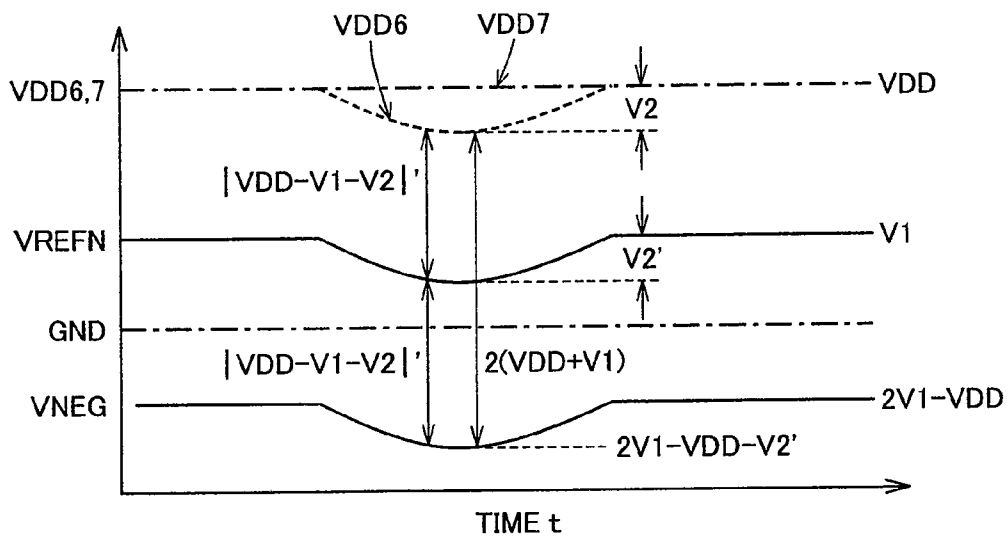 VDD6 VDD7
VDD6,7 VDD
V2
|VDD-V1-V2|'
VREFN V1
V2'
GND
|VDD-V1-V2|' 2(VDD+V1)
VNEG 2V1-VDD
2V1-VDD-V2'
TIME t